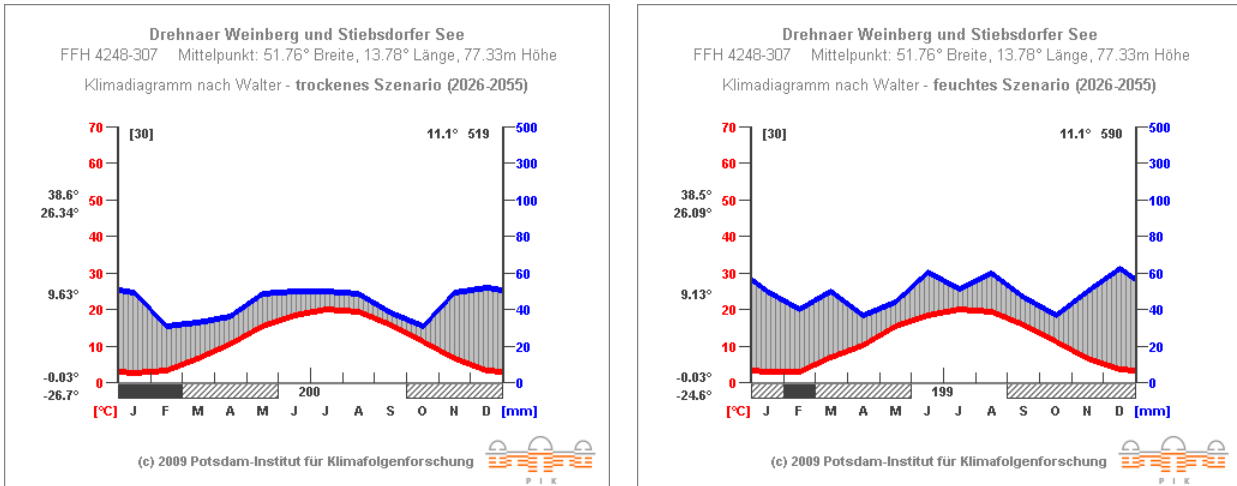 Drehnaer Weinberg und Stiebsdorfer See
FFH 4248-307 Mittelpunkt: 51.76° Breite, 13.78° Länge, 77.33m Höhe
Klimadiagramm nach Walter - trockenes Szenario (2026-2055)
70 [30] 11.1° 519 500
60 300
38.6°
50 100
26.34°
40 80
30 60
9.63°
20 40
10 20
-0.03°
0 0
-26.7° 200
[°C] J F M A M J J A S O N D [mm]
(c) 2009 Potsdam-Institut für Klimafolgenforschung
P I K
Drehnaer Weinberg und Stiebsdorfer See
FFH 4248-307 Mittelpunkt: 51.76° Breite, 13.78° Länge, 77.33m Höhe
Klimadiagramm nach Walter - feuchtes Szenario (2026-2055)
70 [30] 11.1° 590 500
60 300
38.5°
50 100
26.09°
40 80
30 60
9.13°
20 40
10 20
-0.03°
0 0
-24.6° 199
[°C] J F M A M J J A S O N D [mm]
(c) 2009 Potsdam-Institut für Klimafolgenforschung
P I K